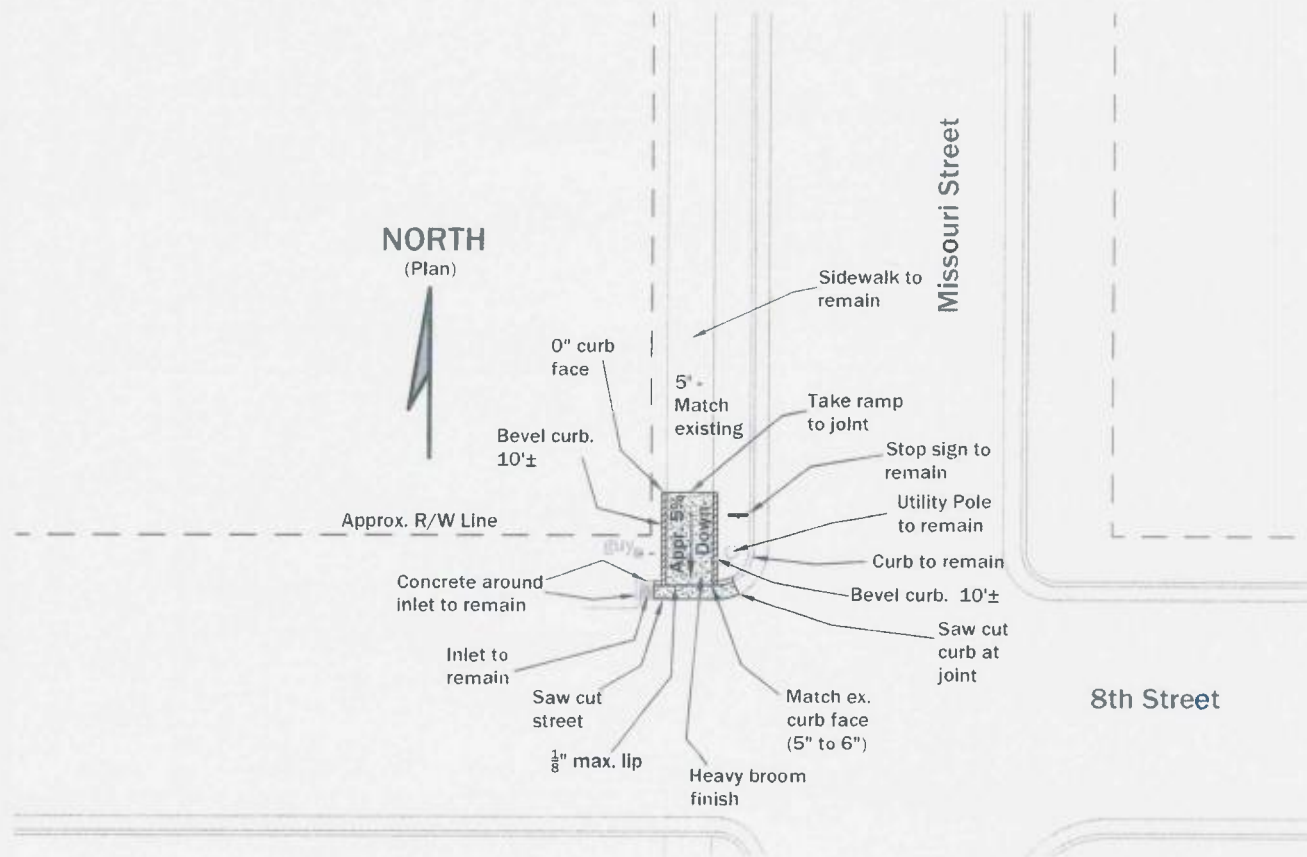 Missouri Street
NORTH
(Plan)
Sidewalk to
remain
0" curb
face
5' -
Match
existing
Take ramp
to joint
Bevel curb.
10'±
Stop sign to
remain
Utility Pole
to remain
Approx. R/W Line
Appr. 5%
Down
guy
Curb to remain
Concrete around
inlet to remain
Bevel curb. 10'±
Saw cut
curb at
joint
Inlet to
remain
Saw cut
street
Match ex.
curb face
(5" to 6")
8th Street
⅛" max. lip
Heavy broom
finish